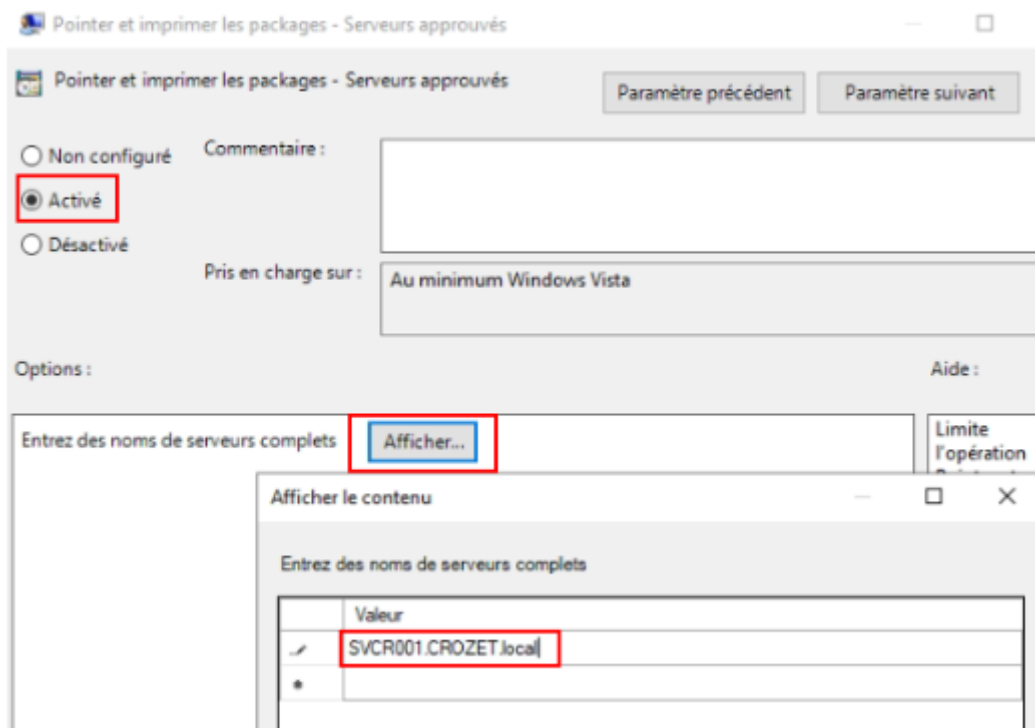 Pointer et imprimer les packages - Serveurs approuvés
Pointer et imprimer les packages - Serveurs approuvés
Paramètre précédent
Paramètre suivant
Non configuré
Commentaire :
Activé
Désactivé
Pris en charge sur :
Au minimum Windows Vista
Options :
Aide :
Entrez des noms de serveurs complets
Afficher...
Limite
l'opération
Afficher le contenu
Entrez des noms de serveurs complets
Valeur
SVCR001.CROZET.local